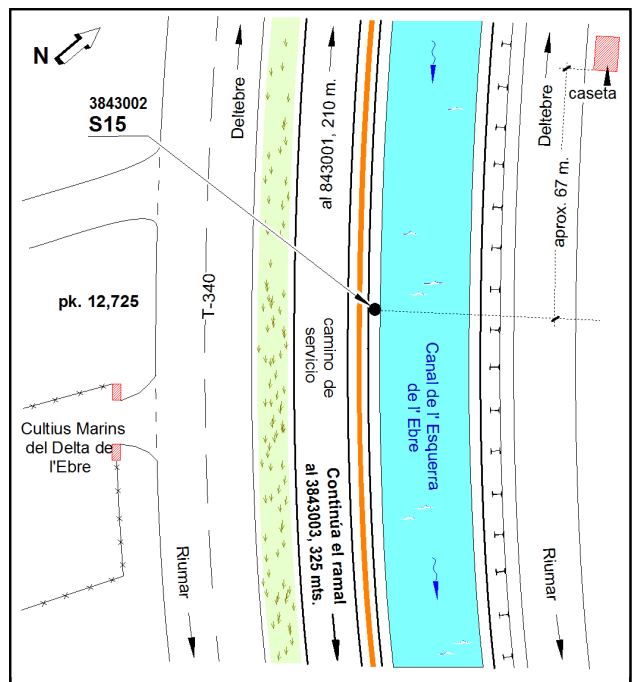 N
3843002
S15
Deltebre
al 843001, 210 m.
Deltebre
caseta
aprox. 67 m.
T-340
pk. 12,725
camino de
servicio
Canal de l' Esquerra
de l' Ebre
Cultius Marins
del Delta de
l'Ebre
Continúa el ramal
al 3843003, 325 mts.
Riumar
Riumar